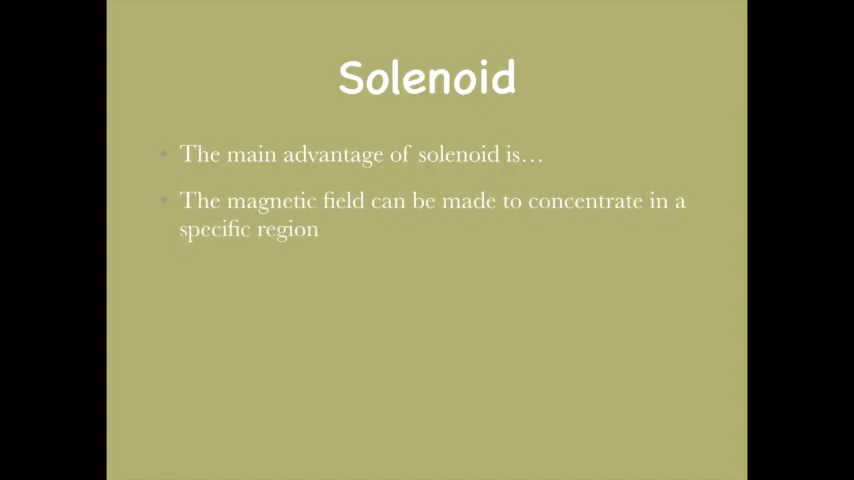 Solenoid
• The main advantage of solenoid is…
• The magnetic field can be made to concentrate in a
specific region